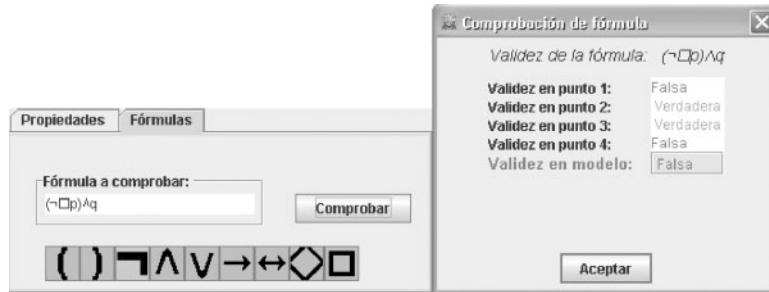 Propiedades Fórmulas
Fórmula a comprobar:
(¬□p)∧q
Comprobar
( ) ¬ ∧ ∨ → ↔ ◇ □
Comprobación de fórmula
Validez de la fórmula: (¬□p)∧q
Validez en punto 1: Falsa
Validez en punto 2: Verdadera
Validez en punto 3: Verdadera
Validez en punto 4: Falsa
Validez en modelo: Falsa
Aceptar